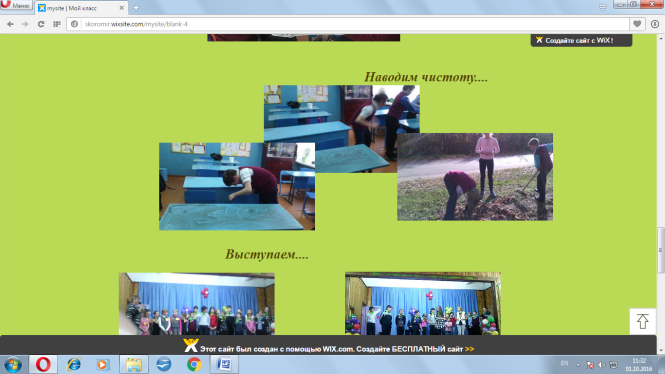 Меню
mysite | Мой класс
skoromir.wixsite.com/mysite/blank-4
Создайте сайт с WiX!
Наводим чистоту....
Выступаем....
Этот сайт был создан с помощью WIX.com. Создайте БЕСПЛАТНЫЙ сайт >>
EN
11:32
01.10.2016